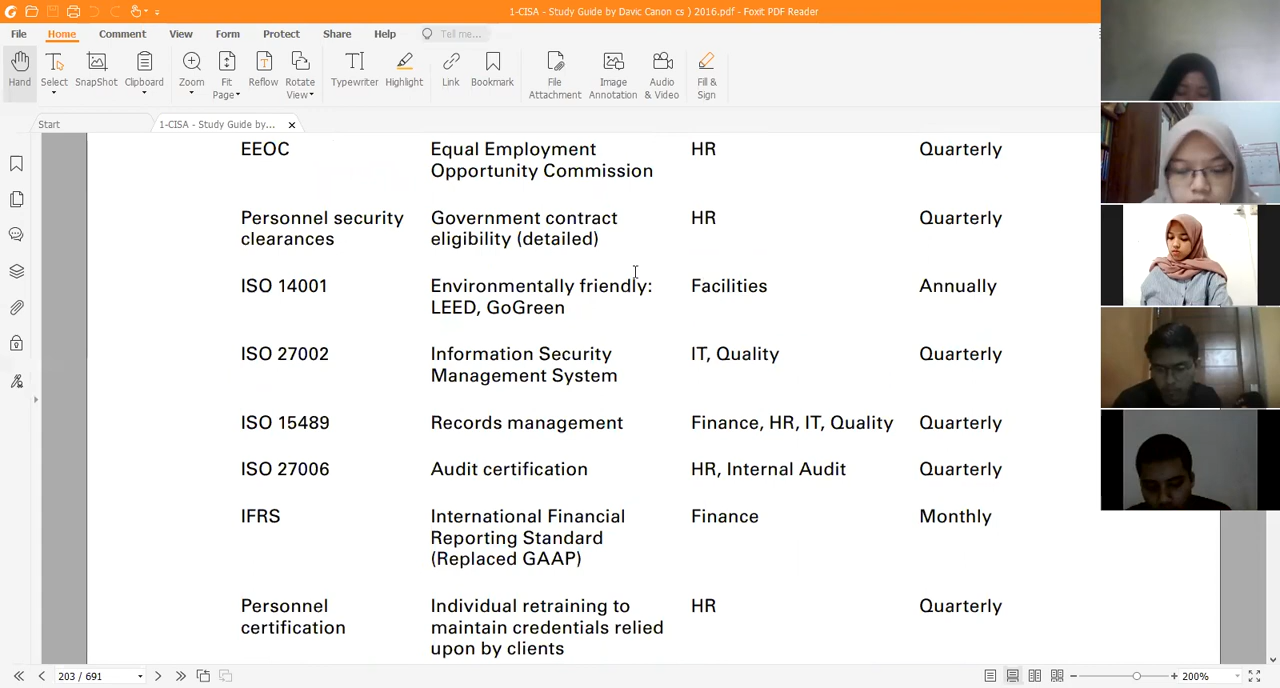 1-CISA - Study Guide by Davic Canon cs ) 2016.pdf - Foxit PDF Reader
File Home Comment View Form Protect Share Help Tell me...
Hand Select SnapShot Clipboard Zoom Fit Page Reflow Rotate View Typewriter Highlight Link Bookmark File Attachment Image Annotation Audio & Video Fill & Sign
Start 1-CISA - Study Guide by...
EEOC Equal Employment HR Quarterly
Opportunity Commission
Personnel security Government contract HR Quarterly
clearances eligibility (detailed)
ISO 14001 Environmentally friendly: Facilities Annually
LEED, GoGreen
ISO 27002 Information Security IT, Quality Quarterly
Management System
ISO 15489 Records management Finance, HR, IT, Quality Quarterly
ISO 27006 Audit certification HR, Internal Audit Quarterly
IFRS International Financial Finance Monthly
Reporting Standard
(Replaced GAAP)
Personnel Individual retraining to HR Quarterly
certification maintain credentials relied
upon by clients
203 / 691 200%